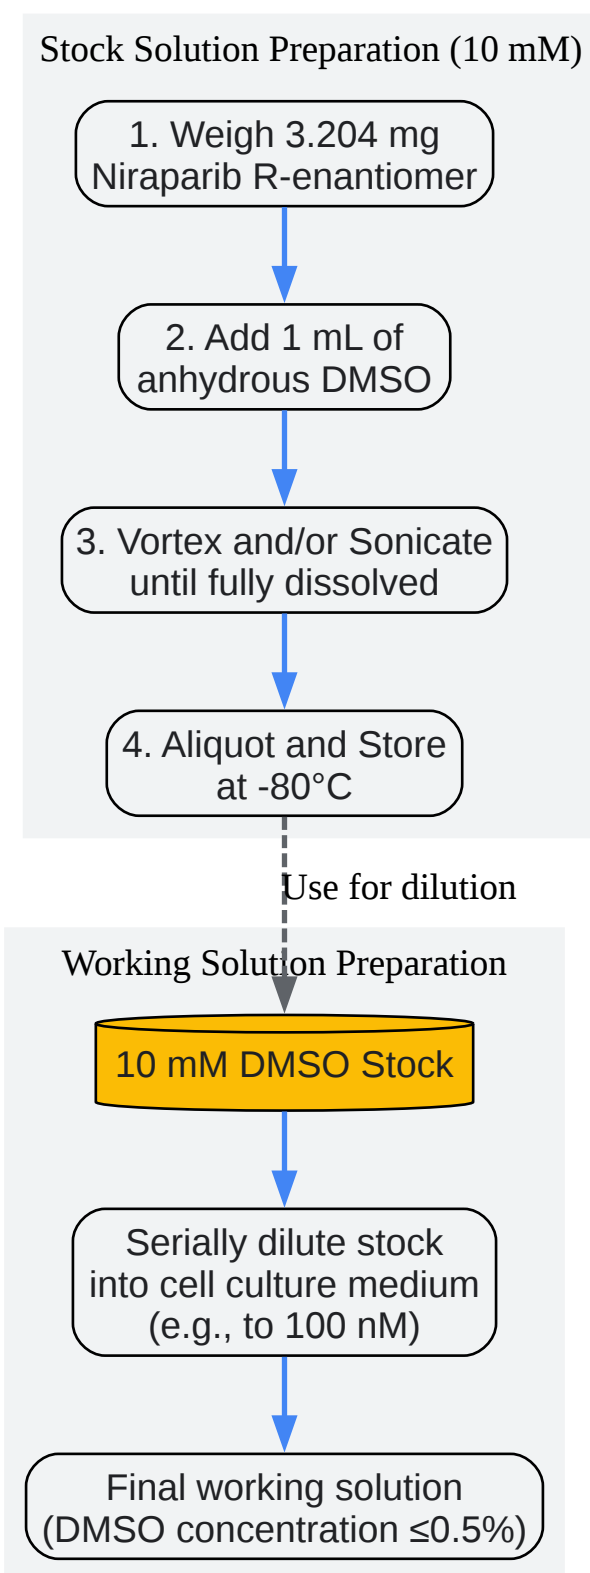 Stock Solution Preparation (10 mM)
1. Weigh 3.204 mg
Niraparib R-enantiomer
2. Add 1 mL of
anhydrous DMSO
3. Vortex and/or Sonicate
until fully dissolved
4. Aliquot and Store
at -80°C
Use for dilution
Working Solution Preparation
10 mM DMSO Stock
Serially dilute stock
into cell culture medium
(e.g., to 100 nM)
Final working solution
(DMSO concentration ≤0.5%)